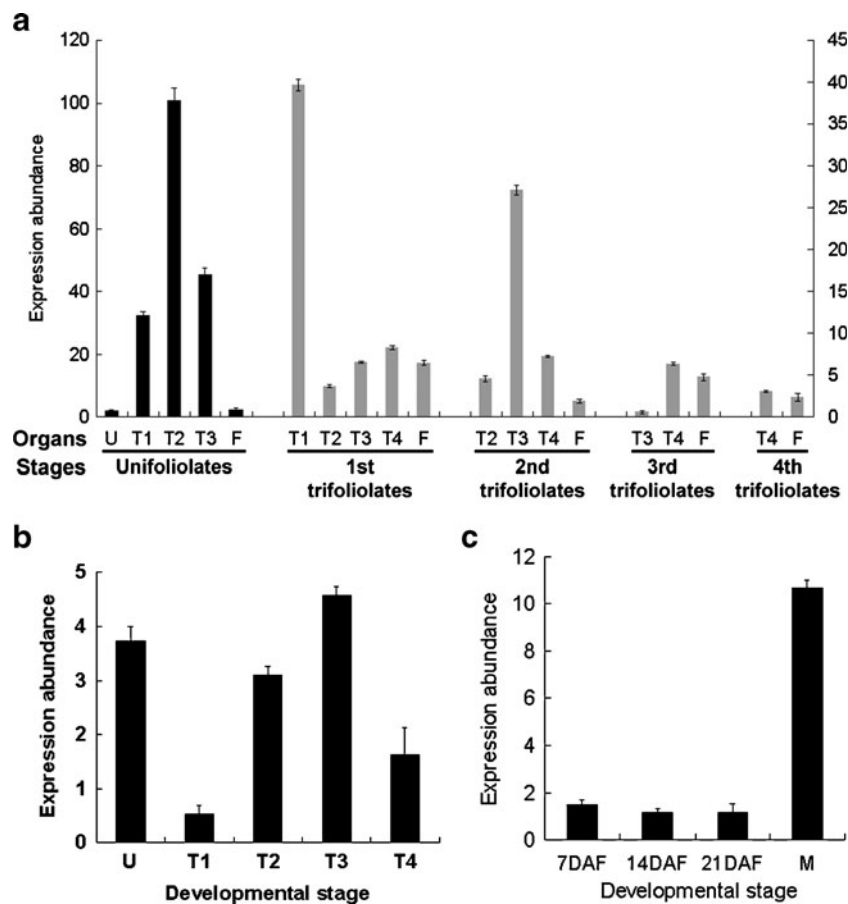 a
120
100
80
60
40
20
0
Expression abundance
45
40
35
30
25
20
15
10
5
0
Organs U T1 T2 T3 F T1 T2 T3 T4 F T2 T3 T4 F T3 T4 F T4 F
Stages Unifoliolates 1st trifoliolates 2nd trifoliolates 3rd trifoliolates 4th trifoliolates
b
5
4
3
2
1
0
Expression abundance
U T1 T2 T3 T4
Developmental stage
c
12
10
8
6
4
2
0
Expression abundance
7DAF 14DAF 21DAF M
Developmental stage